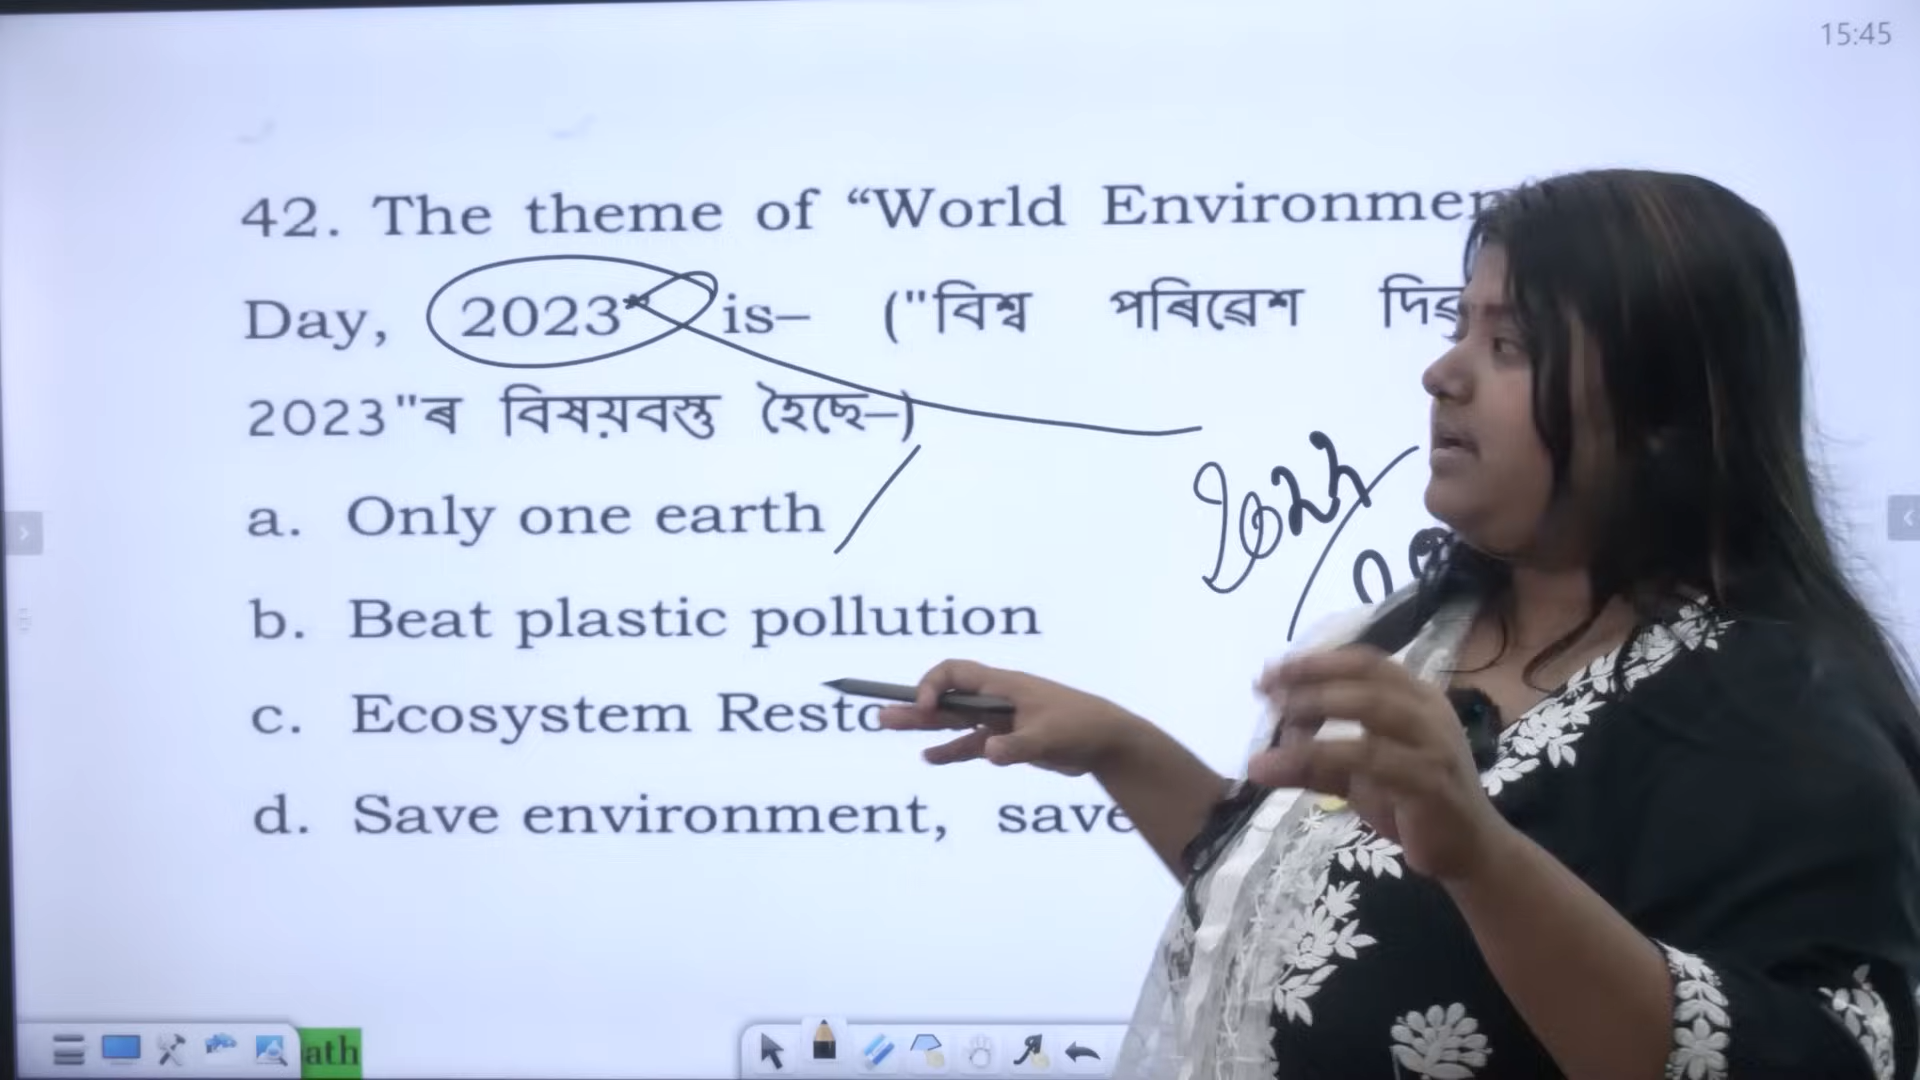 15:45
42. The theme of “World Environmen
Day, 2023" is– ("বিশ্ব পৰিৱেশ দিৱ
2023"ৰ বিষয়বস্তু হৈছে–)
a. Only one earth
b. Beat plastic pollution
c. Ecosystem Resto
d. Save environment, save
ath